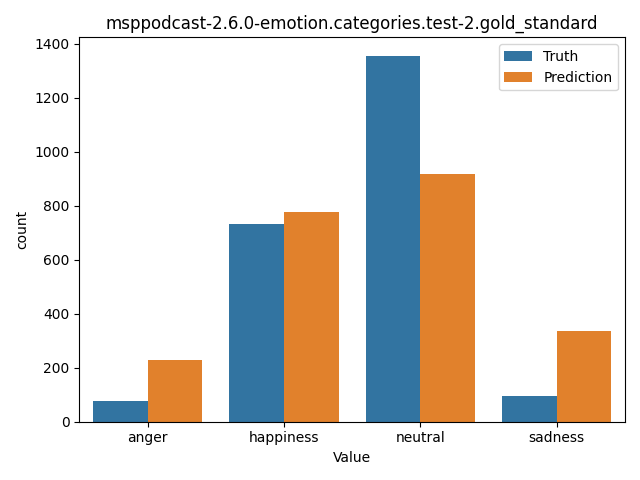 msppodcast-2.6.0-emotion.categories.test-2.gold_standard
Truth
Prediction
1400
1200
1000
800
600
400
200
0
count
anger happiness neutral sadness
Value